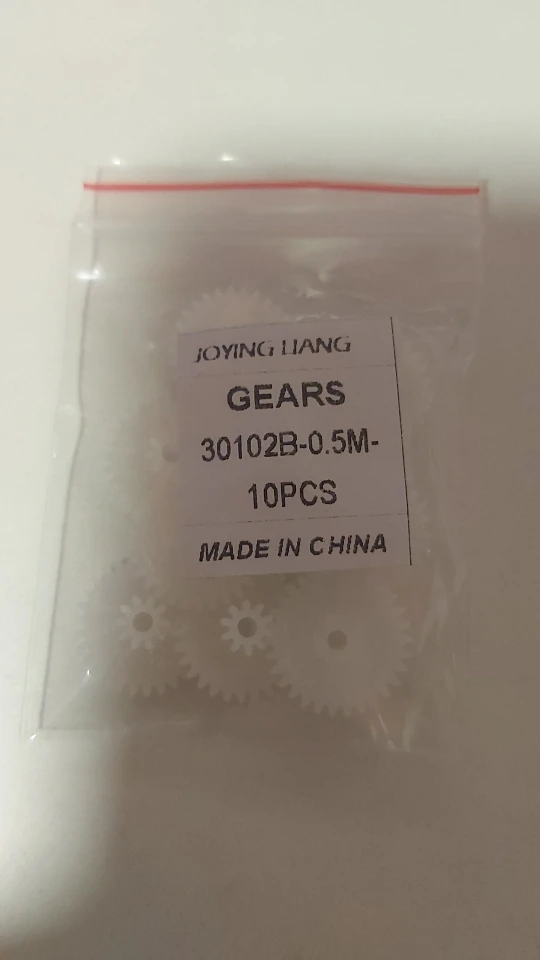 JOYING LIANG
GEARS
30102B-0.5M-
10PCS
MADE IN CHINA